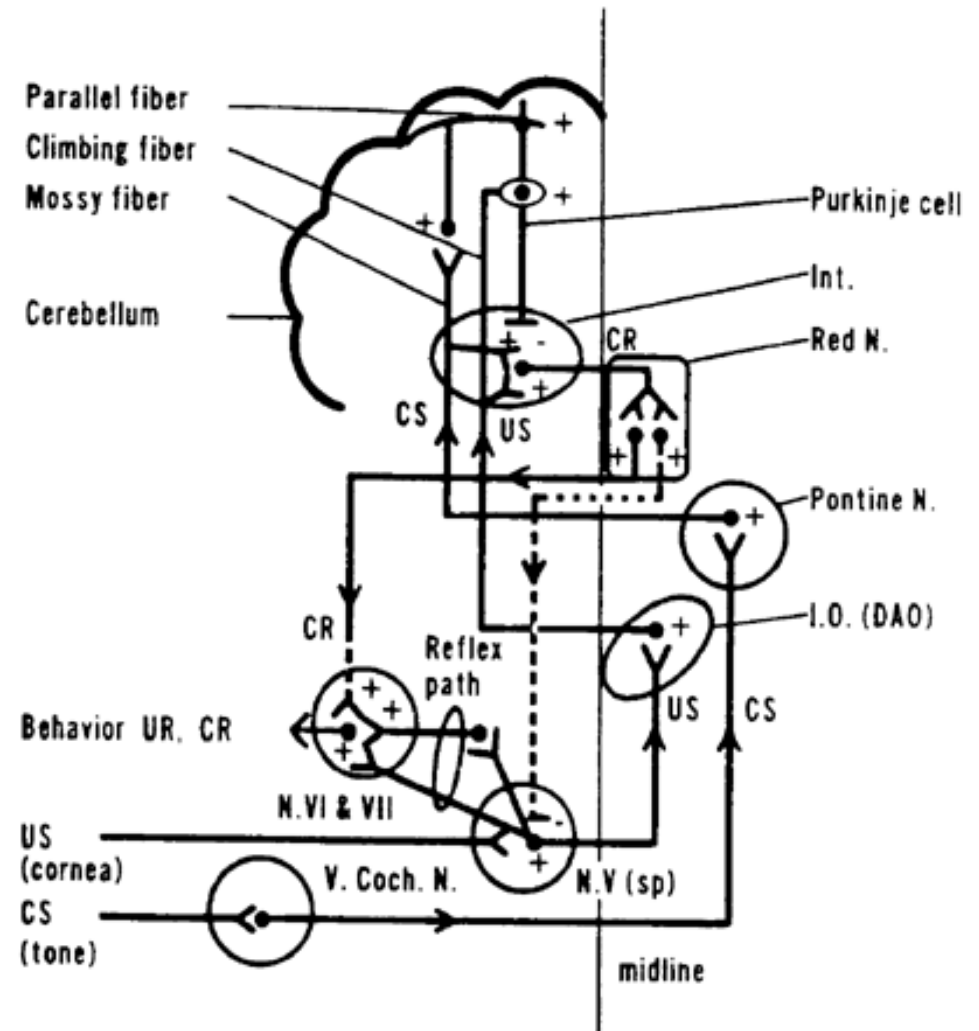 Parallel fiber
Climbing fiber
Mossy fiber
Cerebellum
+
+
+
Purkinje cell
Int.
+ -
+
CR
Red N.
CS
US
+ +
Pontine N.
+
I.O. (DAO)
+
CR
Reflex
path
US
CS
+
+
+
Behavior UR, CR
N.VI & VII
-
+
US
(cornea)
V. Coch. N.
N.V (sp)
CS
(tone)
midline